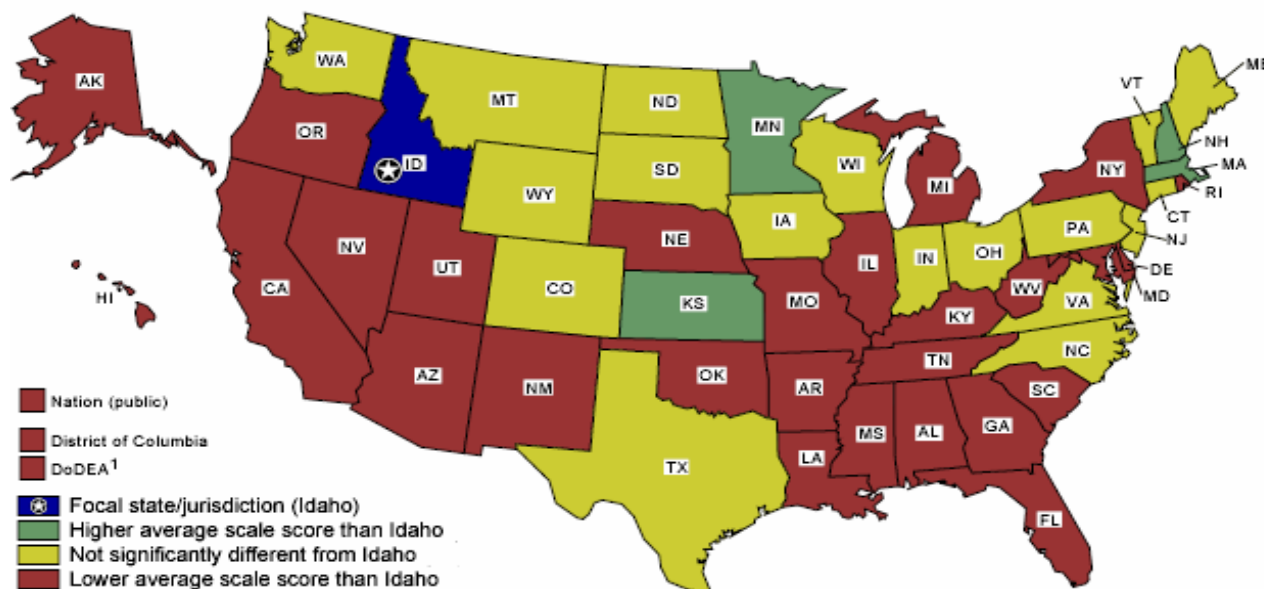 AK
WA
MT
ND
MN
VT
ME
OR
ID
WY
SD
WI
MI
NY
NH
MA
RI
CT
NV
UT
NE
IA
PA
NJ
CA
CO
KS
MO
IL
IN
OH
WV
VA
DE
MD
HI
AZ
NM
OK
AR
KY
TN
NC
SC
TX
LA
MS
AL
GA
FL
Nation (public)
District of Columbia
DoDEA¹
Focal state/jurisdiction (Idaho)
Higher average scale score than Idaho
Not significantly different from Idaho
Lower average scale score than Idaho